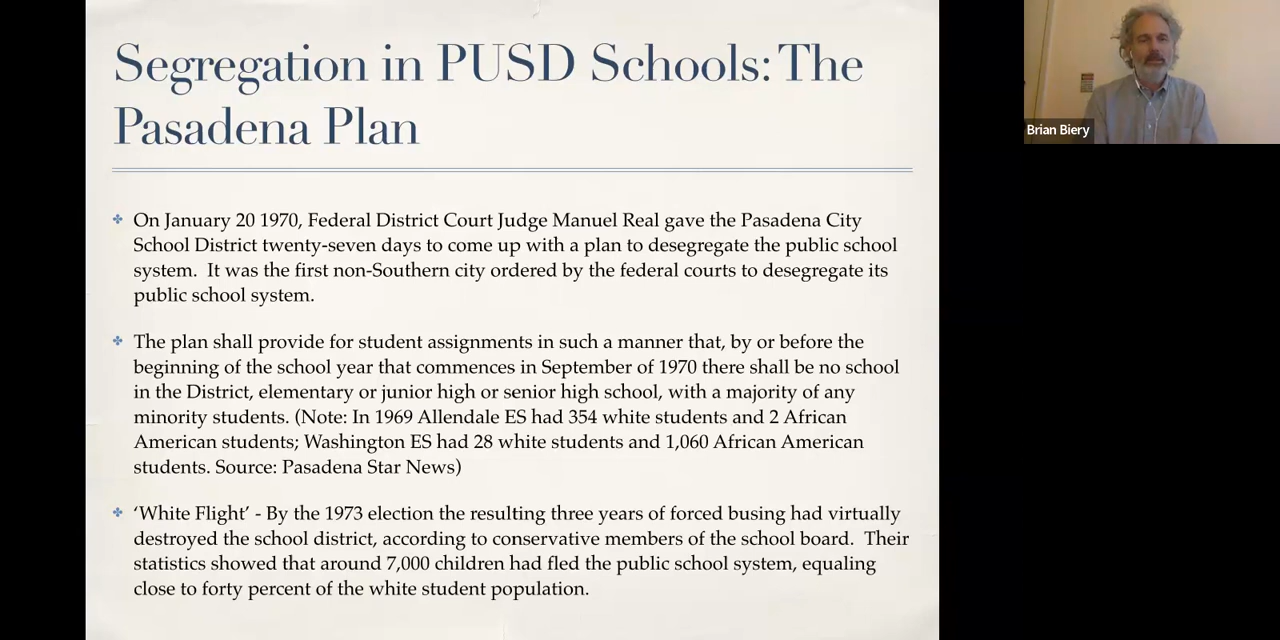 Segregation in PUSD Schools: The
Pasadena Plan
On January 20 1970, Federal District Court Judge Manuel Real gave the Pasadena City
School District twenty-seven days to come up with a plan to desegregate the public school
system. It was the first non-Southern city ordered by the federal courts to desegregate its
public school system.
The plan shall provide for student assignments in such a manner that, by or before the
beginning of the school year that commences in September of 1970 there shall be no school
in the District, elementary or junior high or senior high school, with a majority of any
minority students. (Note: In 1969 Allendale ES had 354 white students and 2 African
American students; Washington ES had 28 white students and 1,060 African American
students. Source: Pasadena Star News)
‘White Flight’ - By the 1973 election the resulting three years of forced busing had virtually
destroyed the school district, according to conservative members of the school board. Their
statistics showed that around 7,000 children had fled the public school system, equaling
close to forty percent of the white student population.
Brian Biery